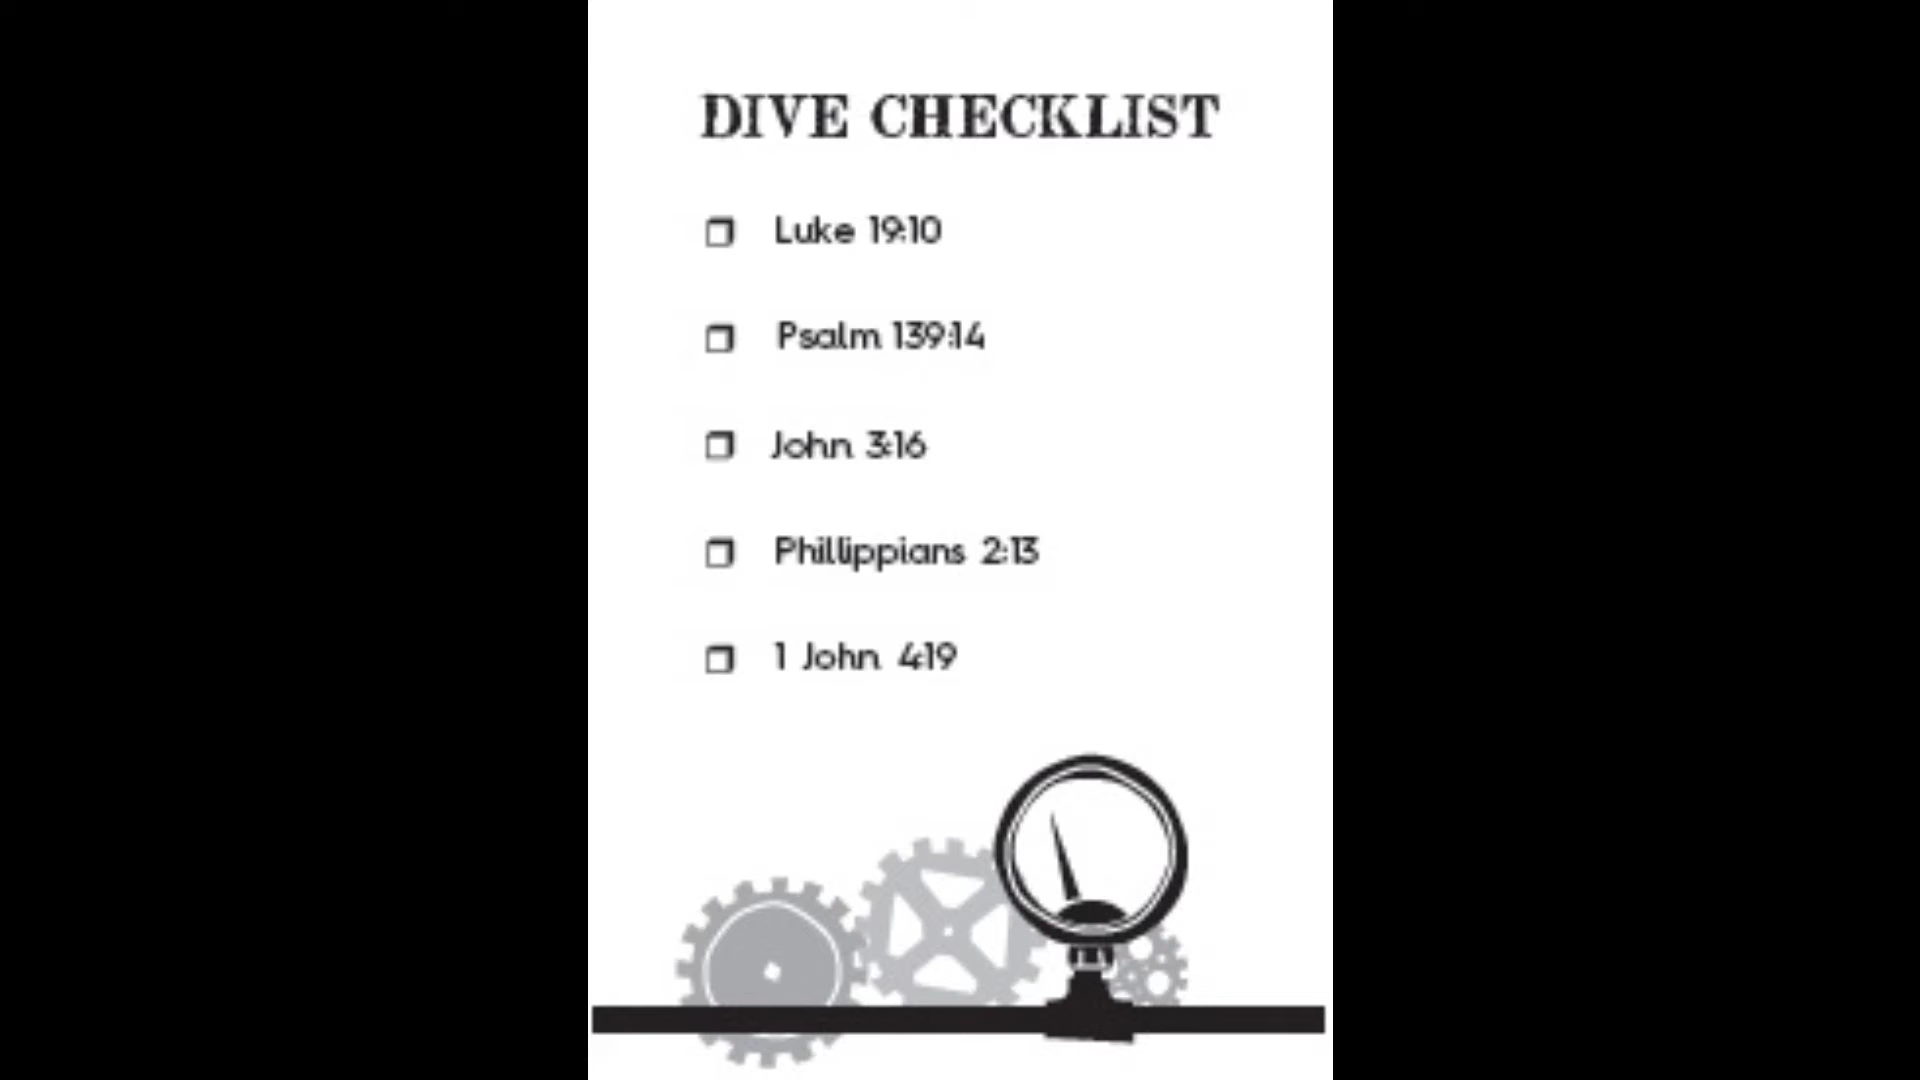 DIVE CHECKLIST
Luke 19:10
Psalm 139:14
John 3:16
Phillippians 2:13
1 John 4:19